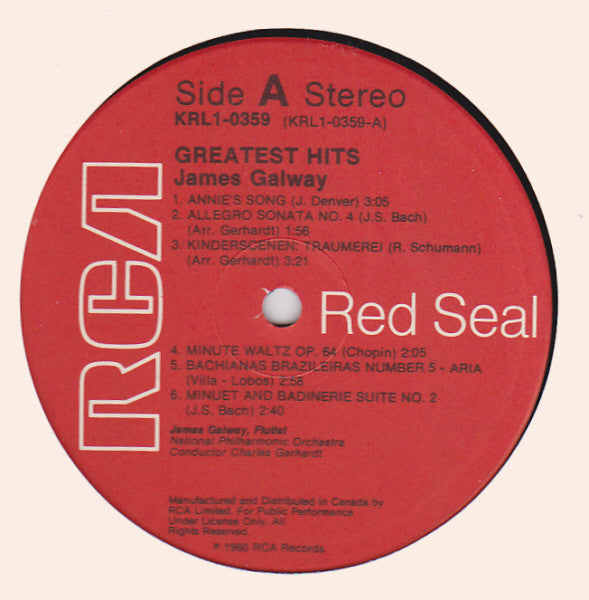 Side A Stereo
KRL1-0359 (KRL1-0359-A)
GREATEST HITS
James Galway
1. ANNIE'S SONG (J. Denver) 3:05
2. ALLEGRO SONATA NO. 4 (J.S. Bach)
(Arr. Gerhardt) 1:56
3. KINDERSCENEN: TRAUMEREI (R. Schumann)
(Arr. Gerhardt) 3:21
RCA
Red Seal
4. MINUTE WALTZ OP. 64 (Chopin) 2:05
5. BACHIANAS BRAZILEIRAS NUMBER 5 - ARIA
(Villa - Lobos) 2:58
6. MINUET AND BADINERIE SUITE NO. 2
(J.S. Bach) 2:40
James Galway, Flutist
National Philharmonic Orchestra
Conductor Charles Gerhardt
Manufactured and Distributed in Canada by
RCA Limited. For Public Performance
Under License Only. All
Rights Reserved.
℗ 1980 RCA Records